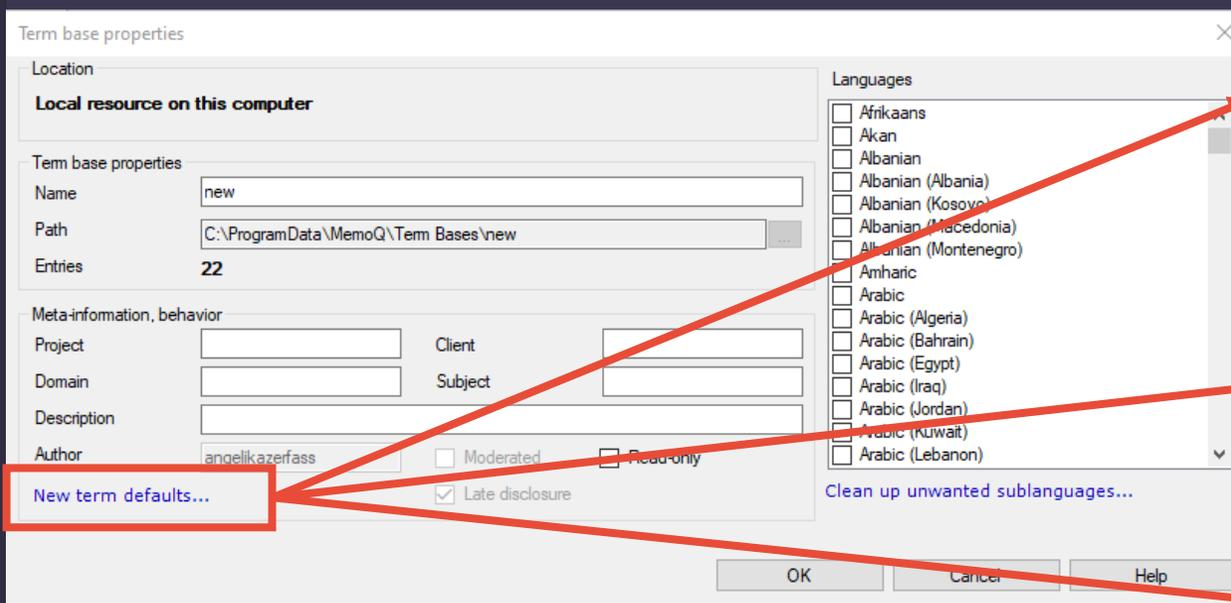 Term base properties
Location
Local resource on this computer
Term base properties
Name new
Path C:\ProgramData\MemoQ\Term Bases\new ...
Entries 22
Meta-information, behavior
Project Client
Domain Subject
Description
Author angelikazerfass Moderated Read-only
New term defaults... Late disclosure
Languages
Afrikaans
Akan
Albanian
Albanian (Albania)
Albanian (Kosovo)
Albanian (Macedonia)
Albanian (Montenegro)
Amharic
Arabic
Arabic (Algeria)
Arabic (Bahrain)
Arabic (Egypt)
Arabic (Iraq)
Arabic (Jordan)
Arabic (Kuwait)
Arabic (Lebanon)
Clean up unwanted sublanguages...
OK Cancel Help